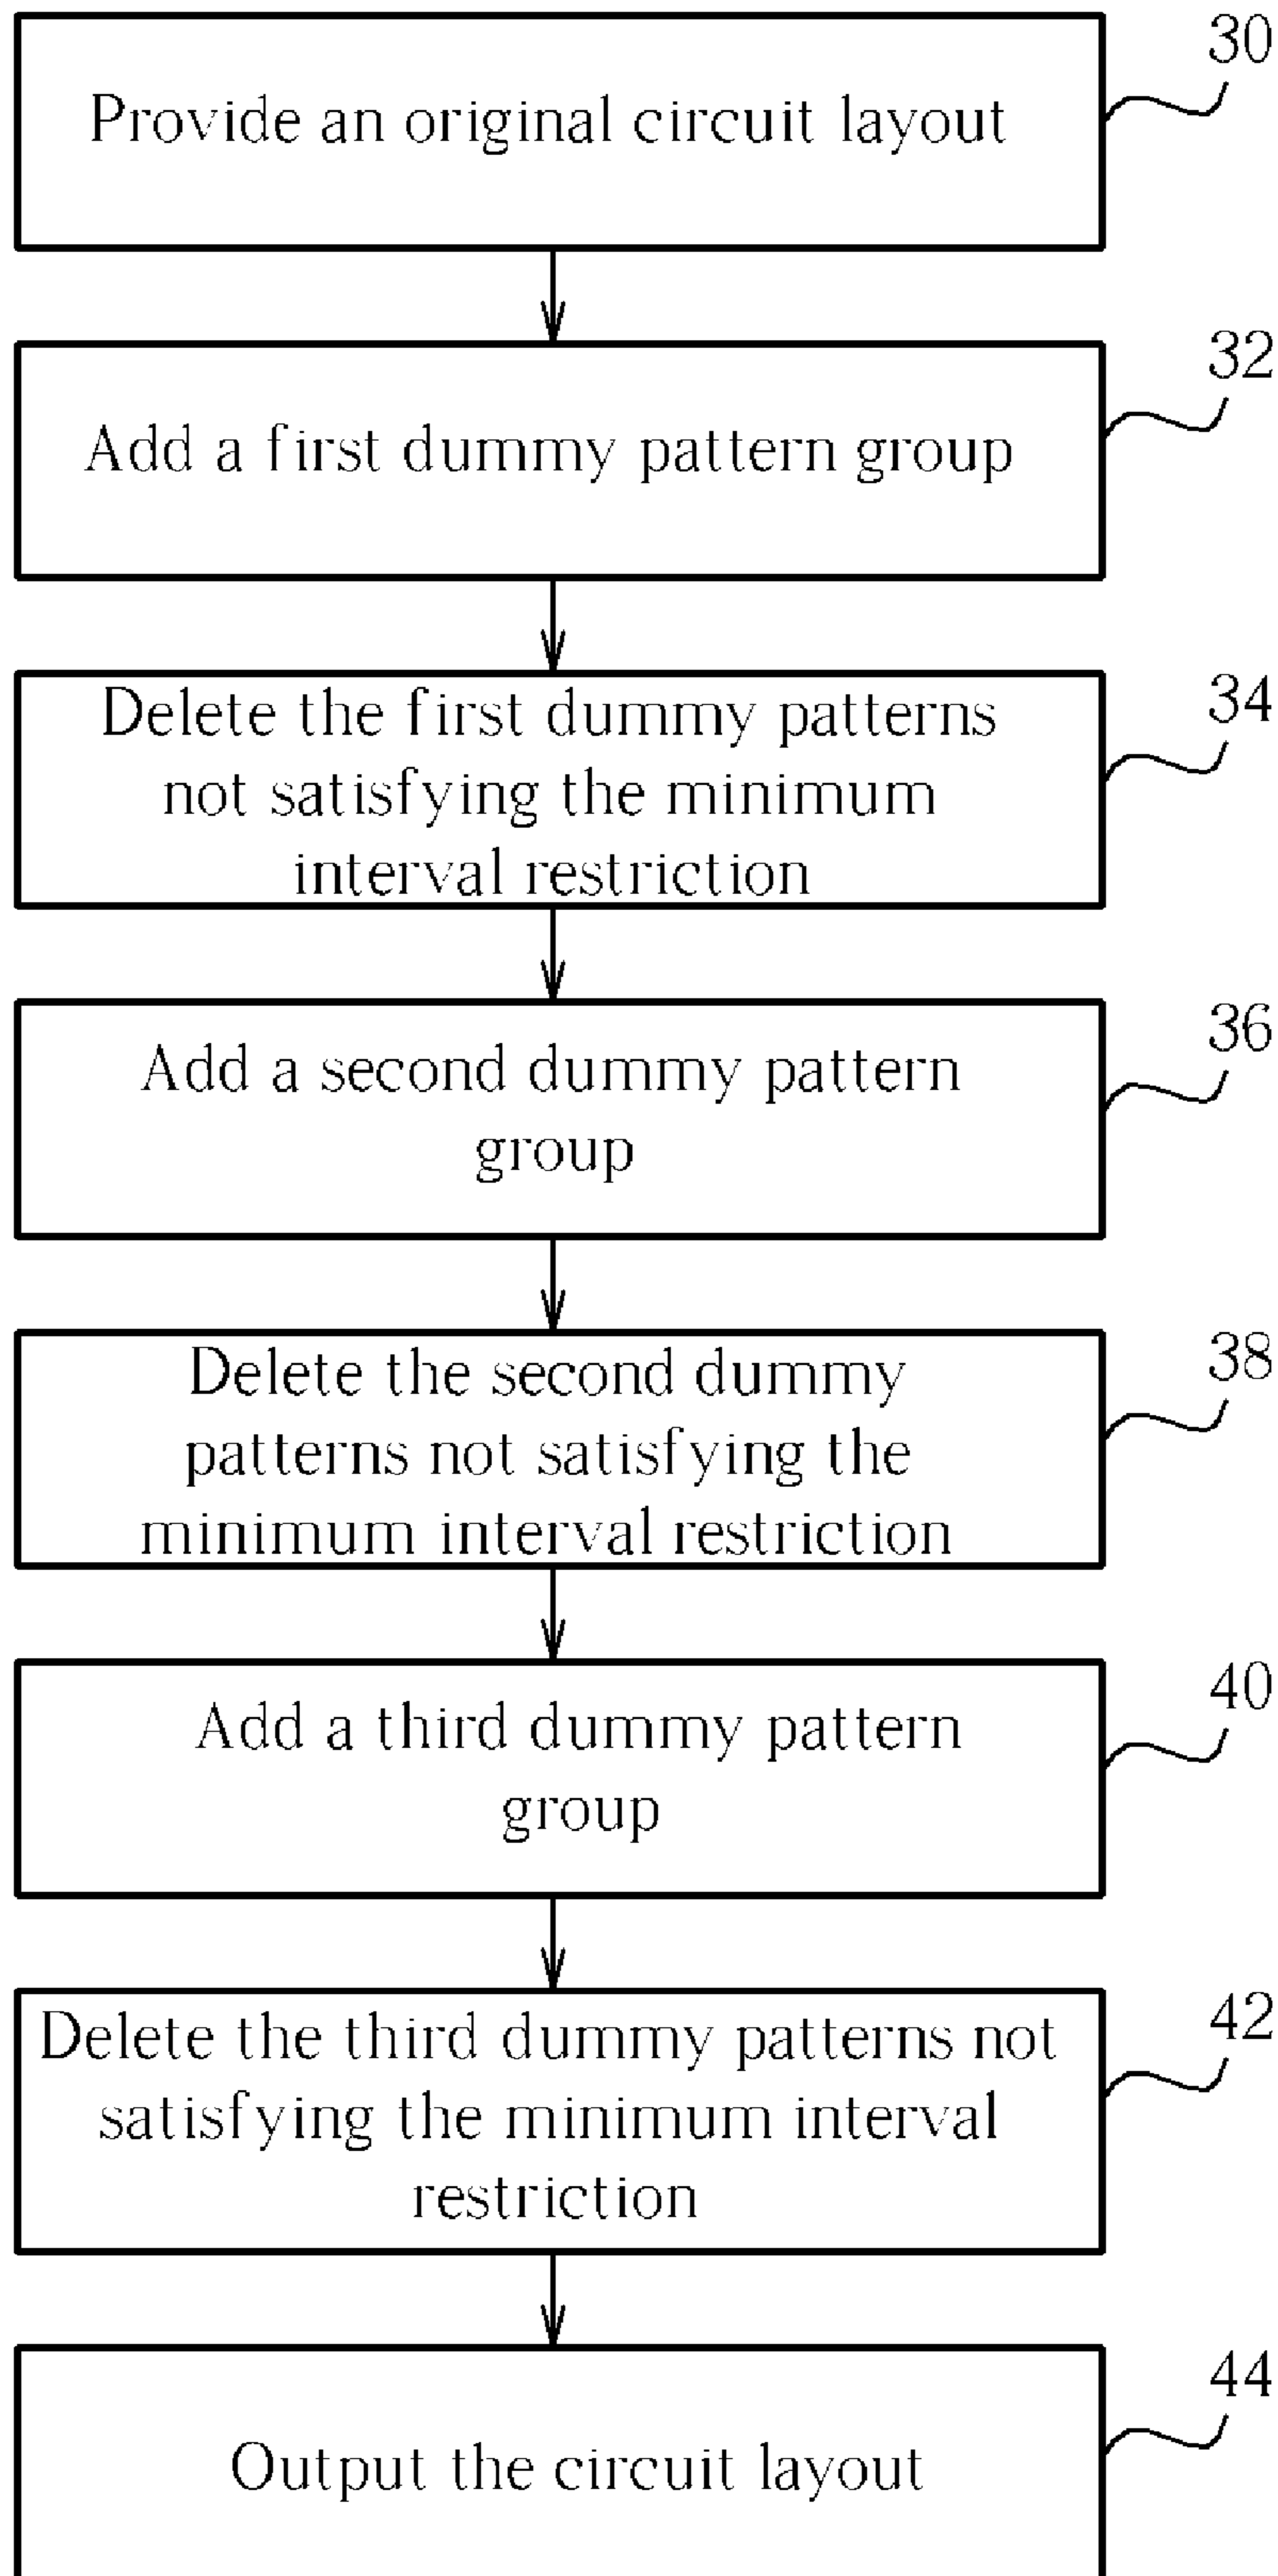 30
Provide an original circuit layout
32
Add a first dummy pattern group
34
Delete the first dummy patterns
not satisfying the minimum
interval restriction
36
Add a second dummy pattern
group
38
Delete the second dummy
patterns not satisfying the
minimum interval restriction
40
Add a third dummy pattern
group
42
Delete the third dummy patterns not
satisfying the minimum interval
restriction
44
Output the circuit layout